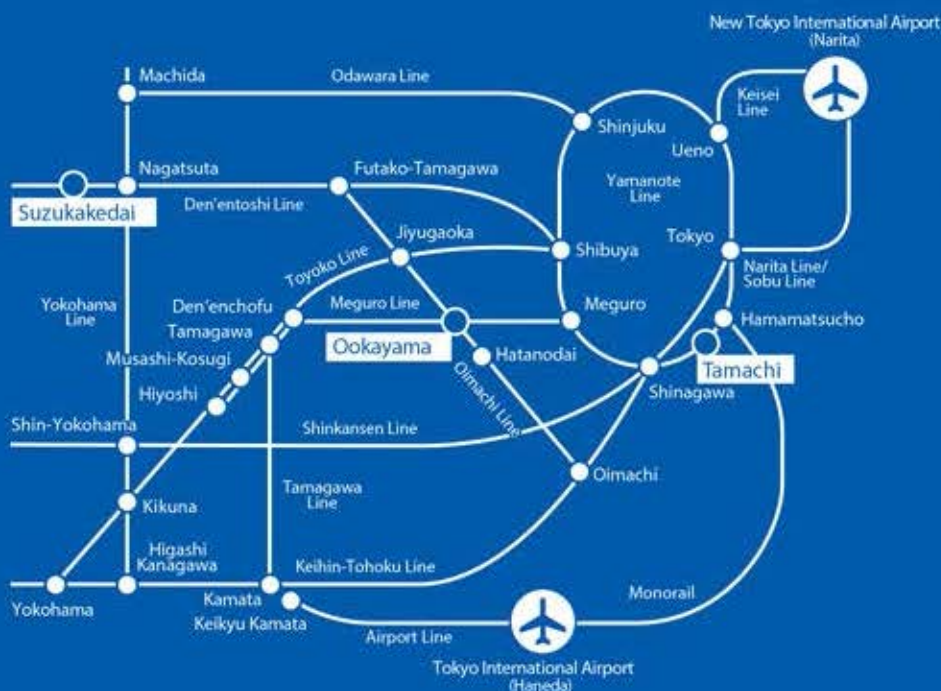 New Tokyo International Airport
(Narita)
Machida
Odawara Line
Keisei
Line
Shinjuku
Ueno
Nagatsuta
Futako-Tamagawa
Yamanote
Line
Suzukakedai
Den'entoshi Line
Jiyugaoka
Tokyo
Toyoko Line
Shibuya
Narita Line/
Sobu Line
Yokohama
Line
Den'enchofu
Meguro Line
Meguro
Hamamatsucho
Tamagawa
Ookayama
Hatanodai
Tamachi
Musashi-Kosugi
Hiyoshi
Oimachi Line
Shinagawa
Shin-Yokohama
Shinkansen Line
Oimachi
Tamagawa
Line
Kikuna
Higashi
Kanagawa
Keihin-Tohoku Line
Yokohama
Kamata
Keikyu Kamata
Monorail
Airport Line
Tokyo International Airport
(Haneda)